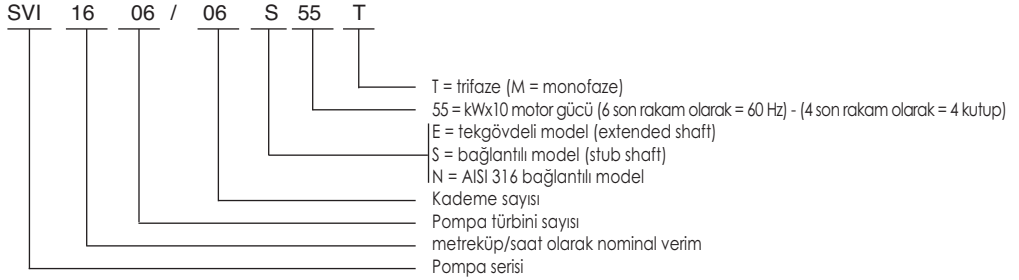 SVI 16 06 / 06 S 55 T
T = trifaze (M = monofaze)
55 = kWx10 motor gücü (6 son rakam olarak = 60 Hz) - (4 son rakam olarak = 4 kutup)
E = tekgövdeli model (extended shaft)
S = bağlantılı model (stub shaft)
N = AISI 316 bağlantılı model
Kademe sayısı
Pompa türbini sayısı
metreküp/saat olarak nominal verim
Pompa serisi